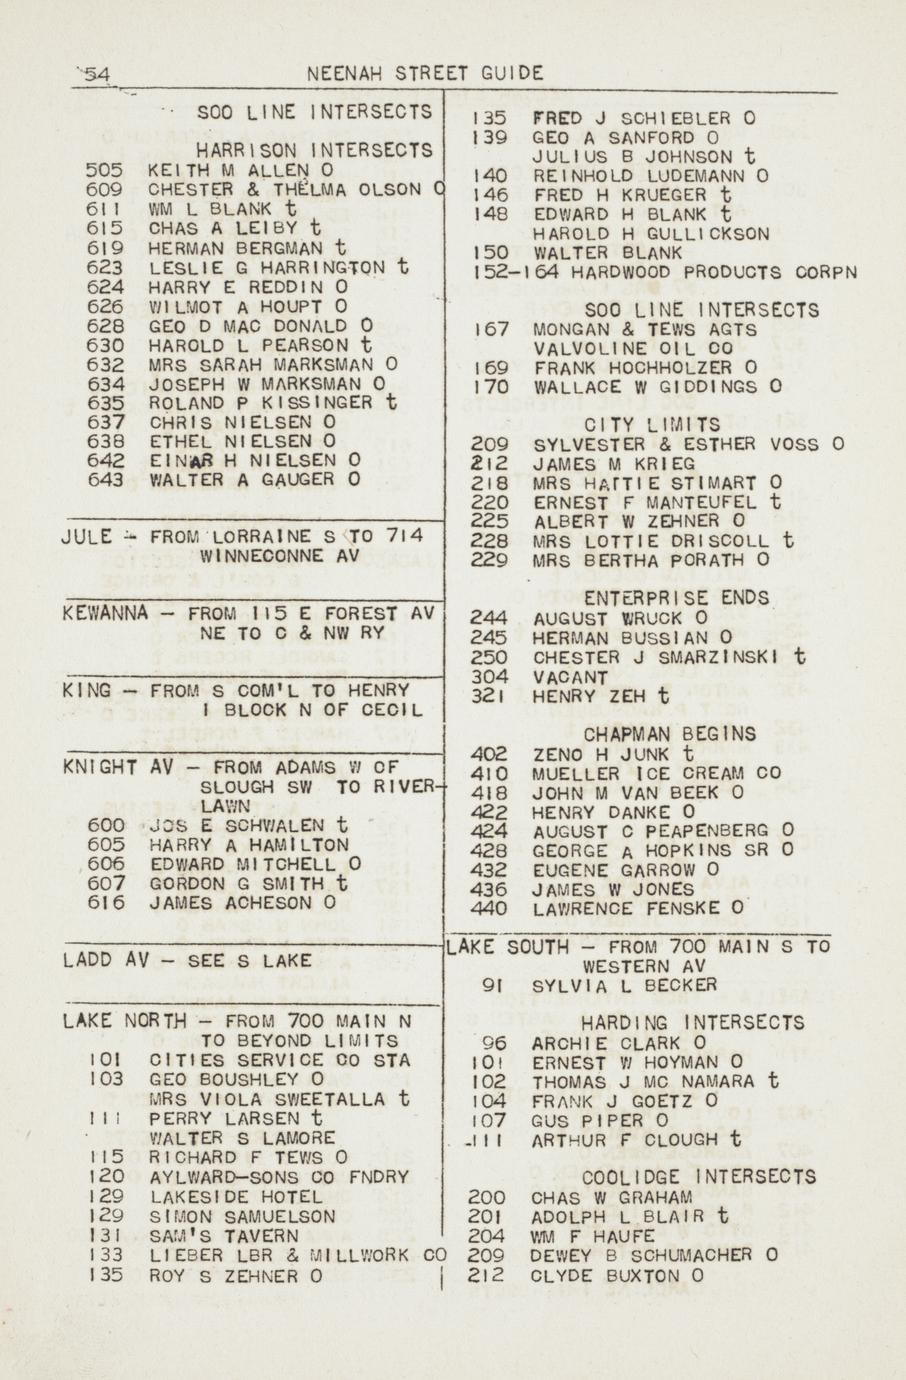 54
NEENAH STREET GUIDE
SOO LINE INTERSECTS
HARRISON INTERSECTS
505 KEITH M ALLEN O
609 CHESTER & THELMA OLSON O
611 WM L BLANK t
615 CHAS A LEIBY t
619 HERMAN BERGMAN t
623 LESLIE G HARRINGTON t
624 HARRY E REDDIN O
626 WILMOT A HOUPT O
628 GEO D MAC DONALD O
630 HAROLD L PEARSON t
632 MRS SARAH MARKSMAN O
634 JOSEPH W MARKSMAN O
635 ROLAND P KISSINGER t
637 CHRIS NIELSEN O
638 ETHEL NIELSEN O
642 EINAR H NIELSEN O
643 WALTER A GAUGER O
JULE - FROM LORRAINE S TO 714
WINNECONNE AV
KEWANNA - FROM 115 E FOREST AV
NE TO C & NW RY
KING - FROM S COM'L TO HENRY
1 BLOCK N OF CECIL
KNIGHT AV - FROM ADAMS W OF
SLOUGH SW TO RIVER-
LAWN
600 JOS E SCHWALEN t
605 HARRY A HAMILTON
606 EDWARD MITCHELL O
607 GORDON G SMITH t
616 JAMES ACHESON O
LADD AV - SEE S LAKE
LAKE NORTH - FROM 700 MAIN N
TO BEYOND LIMITS
101 CITIES SERVICE CO STA
103 GEO BOUSHLEY O
MRS VIOLA SWEETALLA t
111 PERRY LARSEN t
WALTER S LAMORE
115 RICHARD F TEWS O
120 AYLWARD-SONS CO FNDRY
129 LAKESIDE HOTEL
129 SIMON SAMUELSON
131 SAM'S TAVERN
133 LIEBER LBR & MILLWORK CO
135 ROY S ZEHNER O
135 FRED J SCHIEBLER O
139 GEO A SANFORD O
JULIUS B JOHNSON t
140 REINHOLD LUDEMANN O
146 FRED H KRUEGER t
148 EDWARD H BLANK t
HAROLD H GULLICKSON
150 WALTER BLANK
152-164 HARDWOOD PRODUCTS CORPN
SOO LINE INTERSECTS
167 MONGAN & TEWS AGTS
VALVOLINE OIL CO
169 FRANK HOCHHOLZER O
170 WALLACE W GIDDINGS O
CITY LIMITS
209 SYLVESTER & ESTHER VOSS O
212 JAMES M KRIEG
218 MRS HATTIE STIMART O
220 ERNEST F MANTEUFEL t
225 ALBERT W ZEHNER O
228 MRS LOTTIE DRISCOLL t
229 MRS BERTHA PORATH O
ENTERPRISE ENDS
244 AUGUST WRUCK O
245 HERMAN BUSSIAN O
250 CHESTER J SMARZINSKI t
304 VACANT
321 HENRY ZEH t
CHAPMAN BEGINS
402 ZENO H JUNK t
410 MUELLER ICE CREAM CO
418 JOHN M VAN BEEK O
422 HENRY DANKE O
424 AUGUST C PEAPENBERG O
428 GEORGE A HOPKINS SR O
432 EUGENE GARROW O
436 JAMES W JONES
440 LAWRENCE FENSKE O
LAKE SOUTH - FROM 700 MAIN S TO
WESTERN AV
91 SYLVIA L BECKER
HARDING INTERSECTS
96 ARCHIE CLARK O
101 ERNEST W HOYMAN O
102 THOMAS J MC NAMARA t
104 FRANK J GOETZ O
107 GUS PIPER O
111 ARTHUR F CLOUGH t
COOLIDGE INTERSECTS
200 CHAS W GRAHAM
201 ADOLPH L BLAIR t
204 WM F HAUFE
209 DEWEY B SCHUMACHER O
212 CLYDE BUXTON O